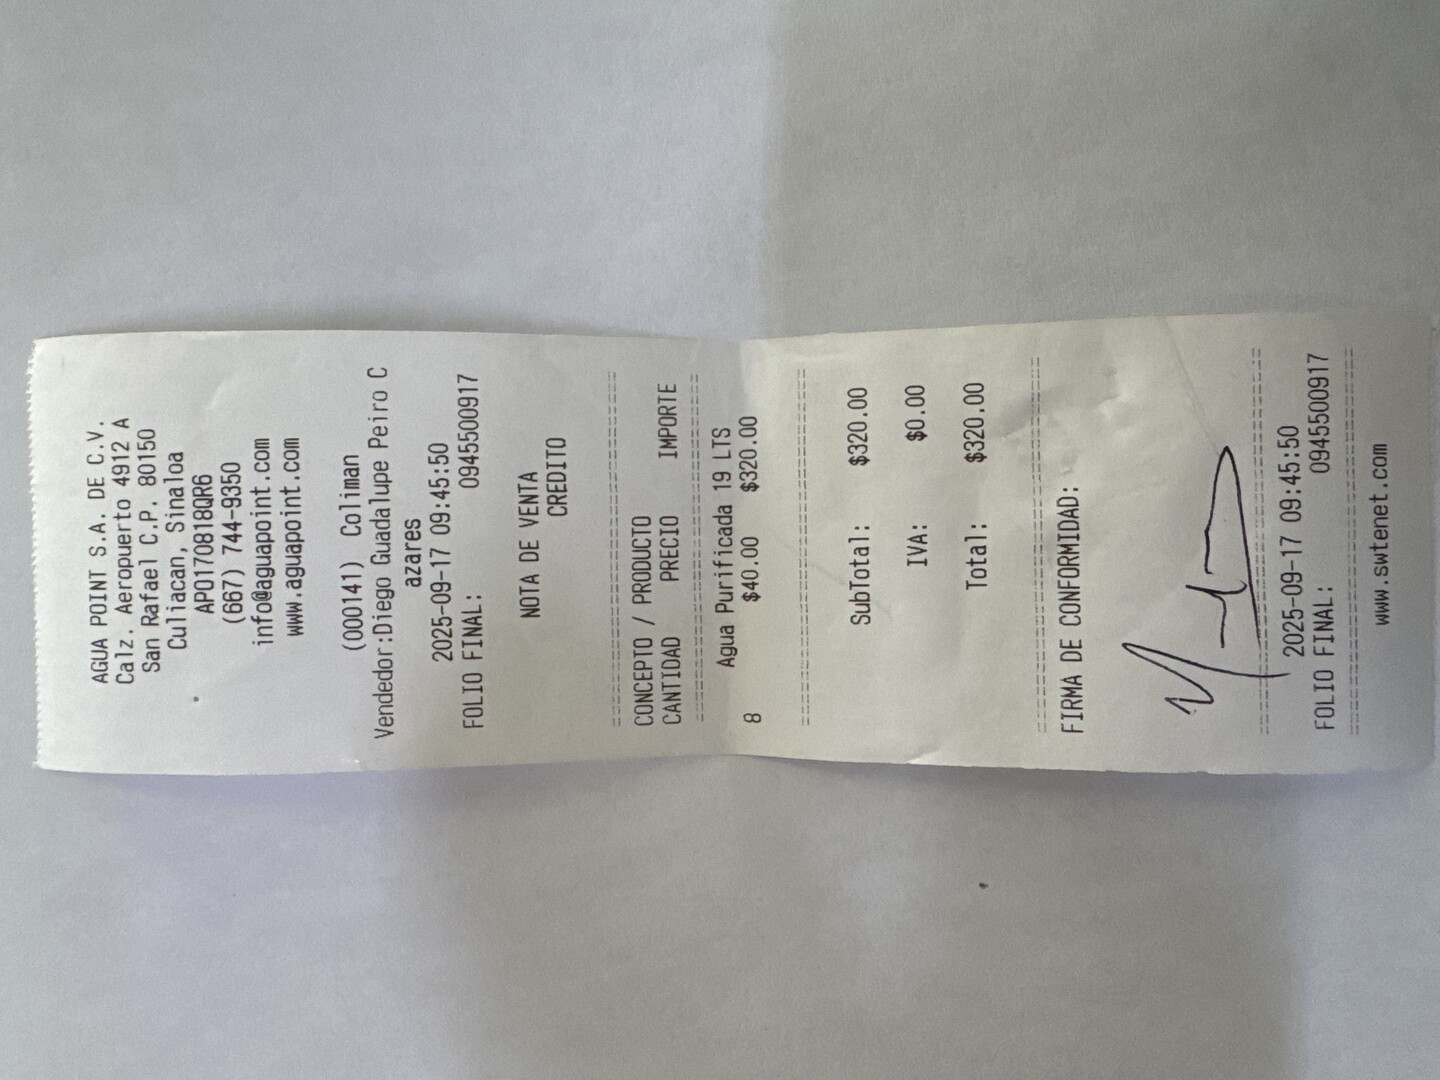 AGUA POINT S.A. DE C.V.
Calz. Aeropuerto 4912 A
San Rafael C.P. 80150
Culiacan, Sinaloa
APO170818QR6
(667) 744-9350
info@aguapoint.com
www.aguapoint.com
(000141) Coliman
Vendedor:Diego Guadalupe Peiro C
azares
2025-09-17 09:45:50
FOLIO FINAL: 0945500917
NOTA DE VENTA
CREDITO
CONCEPTO / PRODUCTO
CANTIDAD PRECIO IMPORTE
Agua Purificada 19 LTS
8 $40.00 $320.00
SubTotal: $320.00
IVA: $0.00
Total: $320.00
FIRMA DE CONFORMIDAD:
2025-09-17 09:45:50
FOLIO FINAL: 0945500917
www.swtenet.com